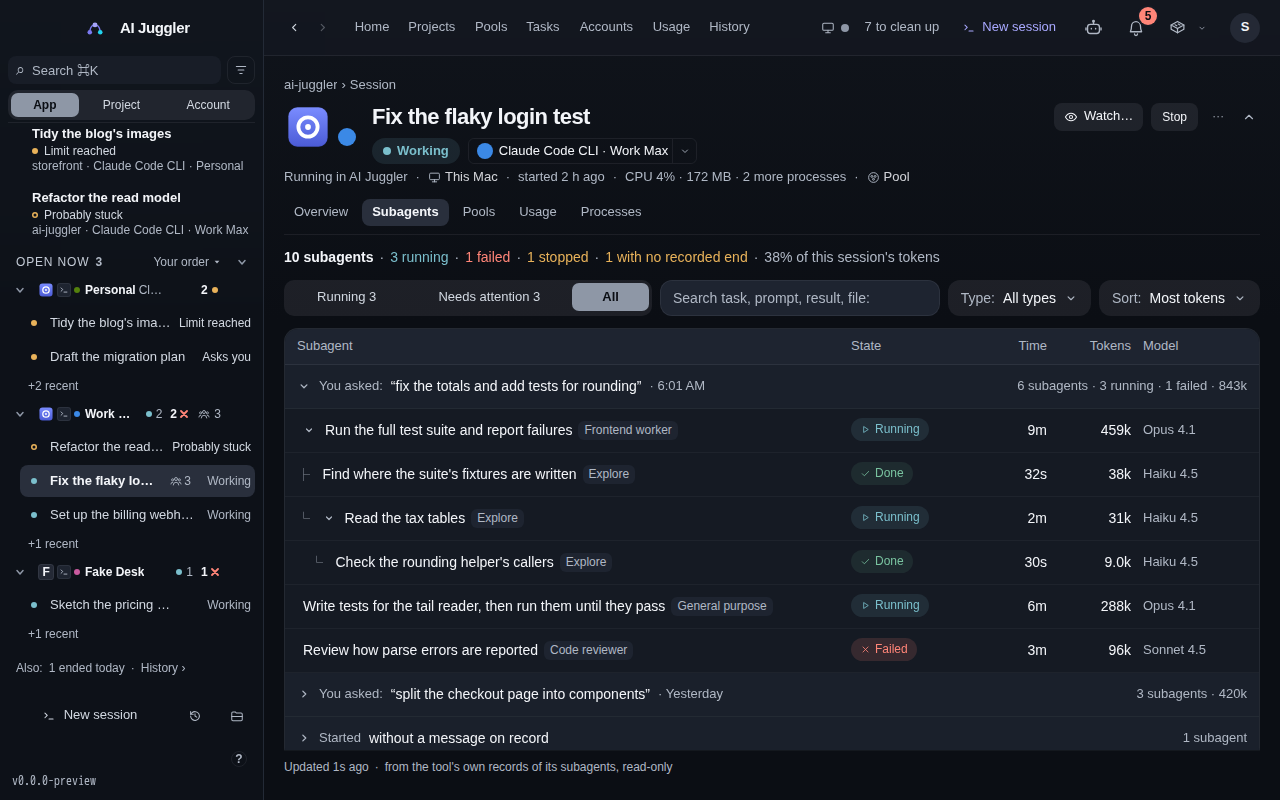 AI Juggler
Search ⌘K
App Project Account
Tidy the blog's images
Limit reached
storefront · Claude Code CLI · Personal
Refactor the read model
Probably stuck
ai-juggler · Claude Code CLI · Work Max
OPEN NOW 3 Your order
Personal Cl… 2
Tidy the blog's ima… Limit reached
Draft the migration plan Asks you
+2 recent
Work … 2 2 3
Refactor the read… Probably stuck
Fix the flaky lo… 3 Working
Set up the billing webh… Working
+1 recent
F Fake Desk 1 1
Sketch the pricing … Working
+1 recent
Also: 1 ended today · History ›
New session
?
v0.0.0-preview
Home Projects Pools Tasks Accounts Usage History 7 to clean up New session 5 S
ai-juggler › Session
Fix the flaky login test
Watch… Stop ···
Working Claude Code CLI · Work Max
Running in AI Juggler · This Mac · started 2 h ago · CPU 4% · 172 MB · 2 more processes · Pool
Overview Subagents Pools Usage Processes
10 subagents · 3 running · 1 failed · 1 stopped · 1 with no recorded end · 38% of this session's tokens
Running 3 Needs attention 3 All Search task, prompt, result, file: Type: All types Sort: Most tokens
Subagent State Time Tokens Model
You asked: “fix the totals and add tests for rounding” · 6:01 AM 6 subagents · 3 running · 1 failed · 843k
Run the full test suite and report failures Frontend worker Running 9m 459k Opus 4.1
Find where the suite's fixtures are written Explore Done 32s 38k Haiku 4.5
Read the tax tables Explore Running 2m 31k Haiku 4.5
Check the rounding helper's callers Explore Done 30s 9.0k Haiku 4.5
Write tests for the tail reader, then run them until they pass General purpose Running 6m 288k Opus 4.1
Review how parse errors are reported Code reviewer Failed 3m 96k Sonnet 4.5
You asked: “split the checkout page into components” · Yesterday 3 subagents · 420k
Started without a message on record 1 subagent
Updated 1s ago · from the tool's own records of its subagents, read-only